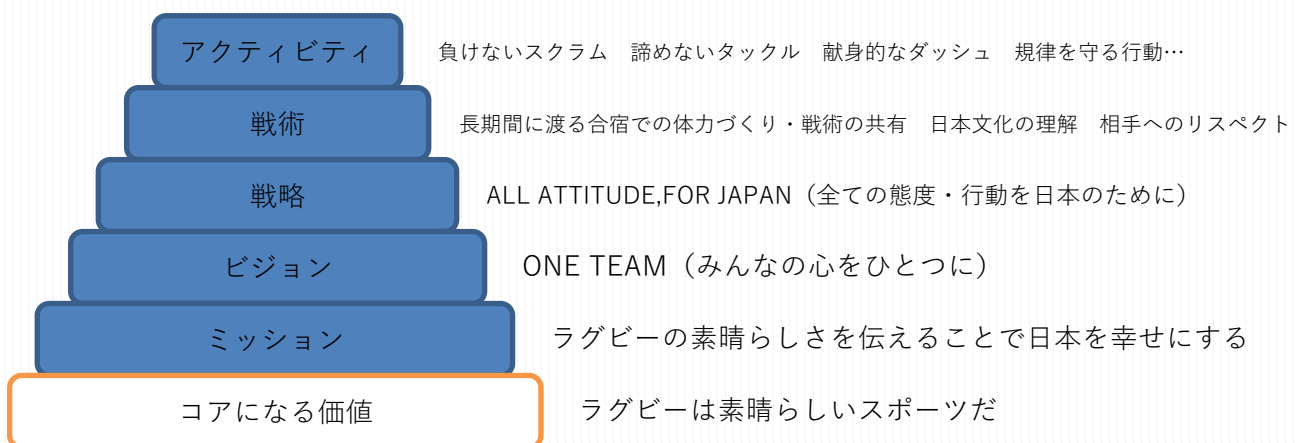 アクティビティ　負けないスクラム　諦めないタックル　献身的なダッシュ　規律を守る行動…
戦術　長期間に渡る合宿での体力づくり・戦術の共有　日本文化の理解　相手へのリスペクト
戦略　ALL ATTITUDE,FOR JAPAN（全ての態度・行動を日本のために）
ビジョン　ONE TEAM（みんなの心をひとつに）
ミッション　ラグビーの素晴らしさを伝えることで日本を幸せにする
コアになる価値　ラグビーは素晴らしいスポーツだ